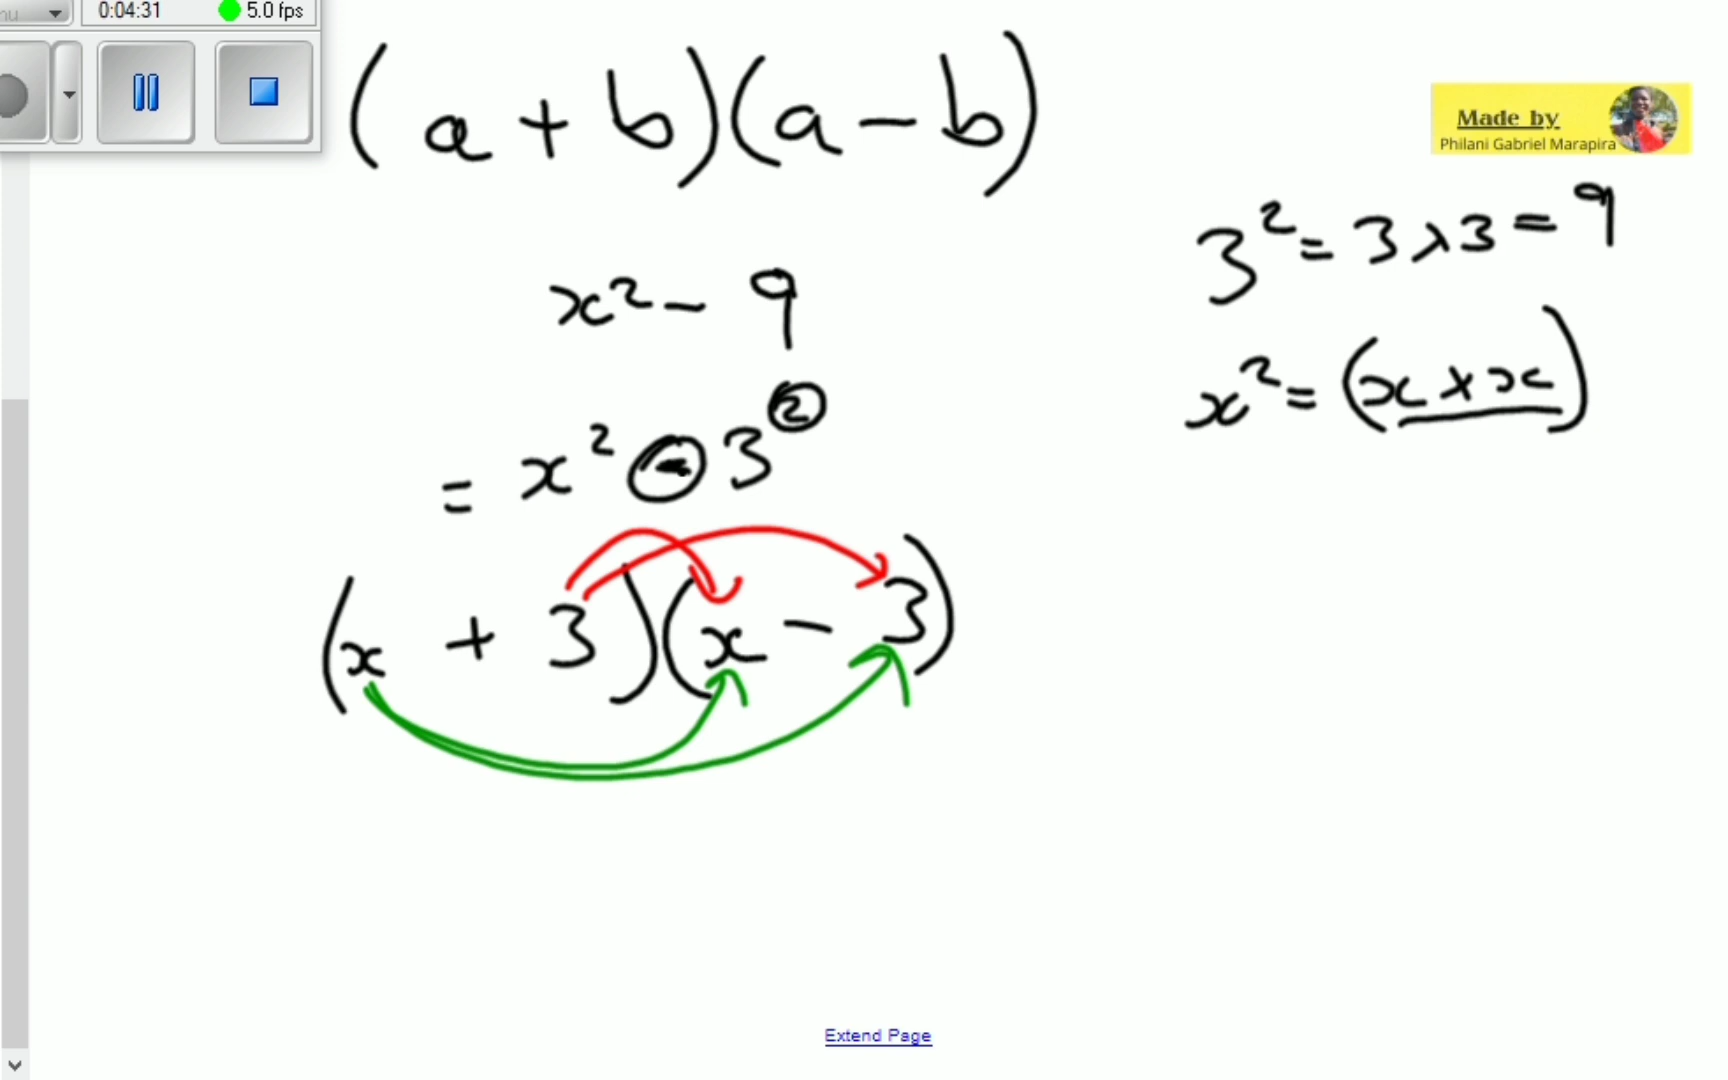 0:04:31 5.0 fps
(a + b)(a - b)
Made by
Philani Gabriel Marapira
3² = 3 x 3 = 9
x² - 9
x² = (x × x)
= x² - 3²
(x + 3)(x - 3)
Extend Page